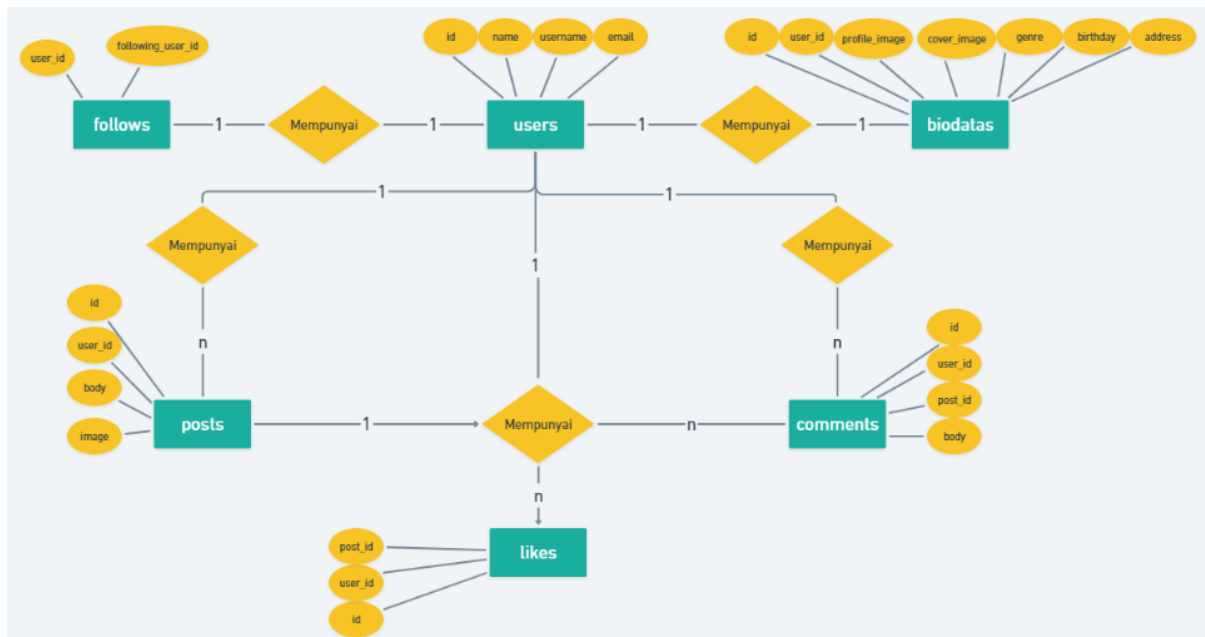 id
name
username
email
id
user_id
profile_image
cover_image
genre
birthday
address
user_id
following_user_id
follows
1
Mempunyai
1
users
1
Mempunyai
1
biodatas
1
1
1
Mempunyai
Mempunyai
n
n
id
user_id
body
image
posts
1
Mempunyai
n
comments
id
user_id
post_id
body
n
likes
post_id
user_id
id